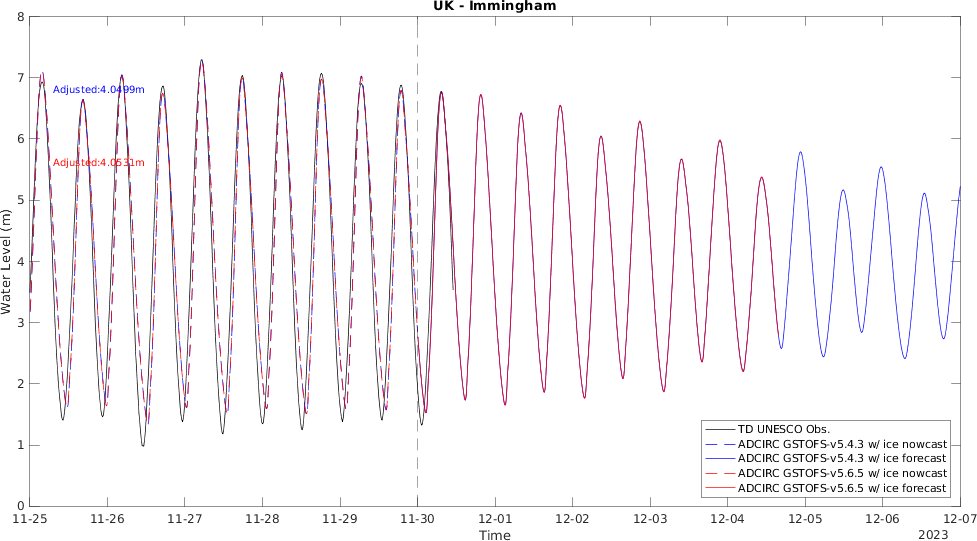 UK - Immingham
8
7
6
5
4
3
2
1
0
Water Level (m)
Adjusted:4.0499m
Adjusted:4.0531m
TD UNESCO Obs.
ADCIRC GSTOFS-v5.4.3 w/ ice nowcast
ADCIRC GSTOFS-v5.4.3 w/ ice forecast
ADCIRC GSTOFS-v5.6.5 w/ ice nowcast
ADCIRC GSTOFS-v5.6.5 w/ ice forecast
11-25 11-26 11-27 11-28 11-29 11-30 12-01 12-02 12-03 12-04 12-05 12-06 12-07
Time
2023